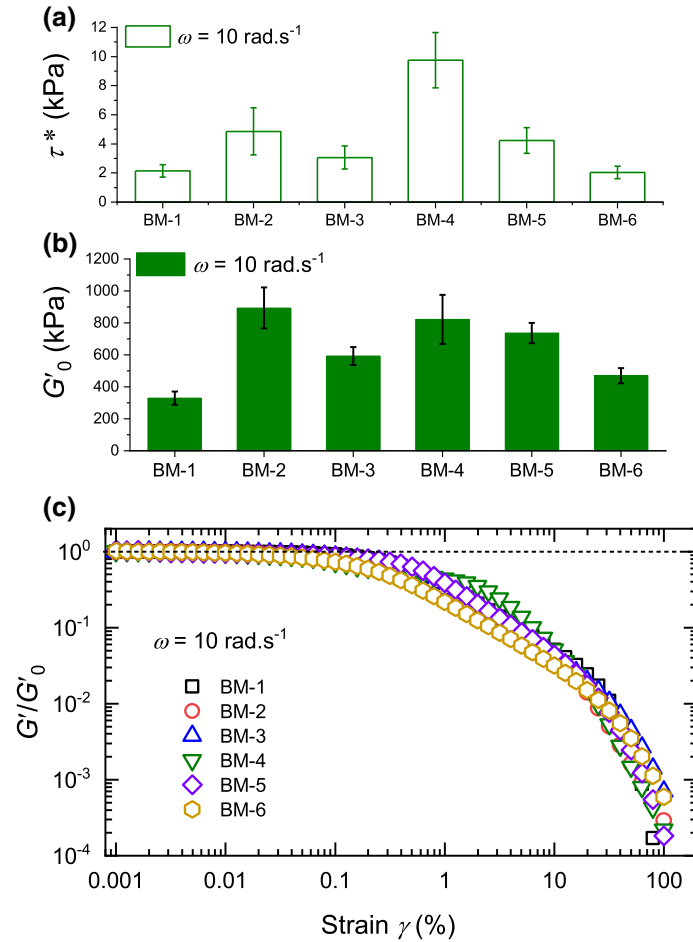 (a)
ω = 10 rad.s⁻¹
τ* (kPa)
12
10
8
6
4
2
0
BM-1 BM-2 BM-3 BM-4 BM-5 BM-6
(b)
ω = 10 rad.s⁻¹
G′₀ (kPa)
1200
1000
800
600
400
200
0
BM-1 BM-2 BM-3 BM-4 BM-5 BM-6
(c)
G′/G′₀
10⁰
10⁻¹
10⁻²
10⁻³
10⁻⁴
ω = 10 rad.s⁻¹
BM-1
BM-2
BM-3
BM-4
BM-5
BM-6
0.001 0.01 0.1 1 10 100
Strain γ (%)